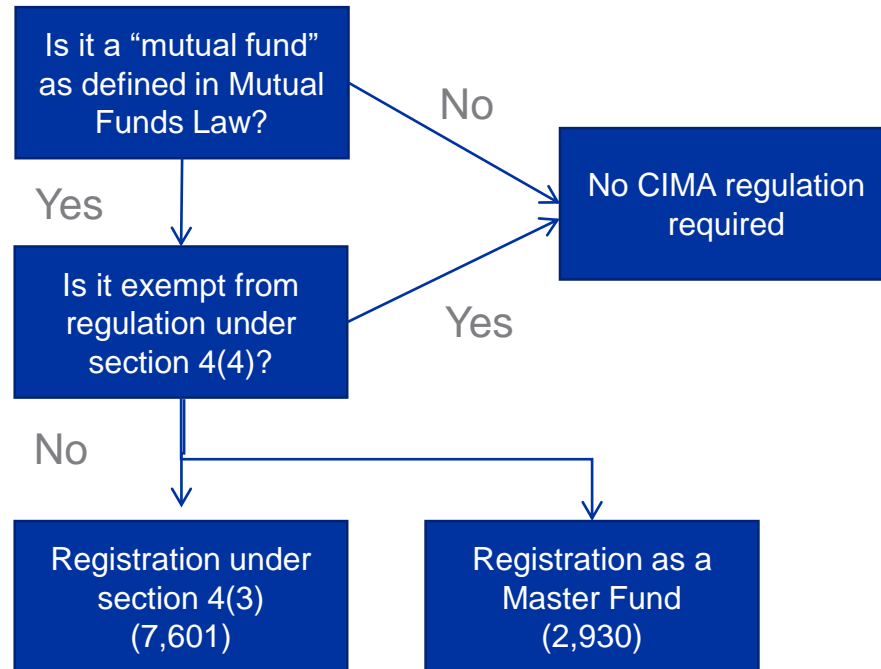 Is it a “mutual fund”
as defined in Mutual
Funds Law?
No
No CIMA regulation
required
Yes
Is it exempt from
regulation under
section 4(4)?
Yes
No
Registration under
section 4(3)
(7,601)
Registration as a
Master Fund
(2,930)